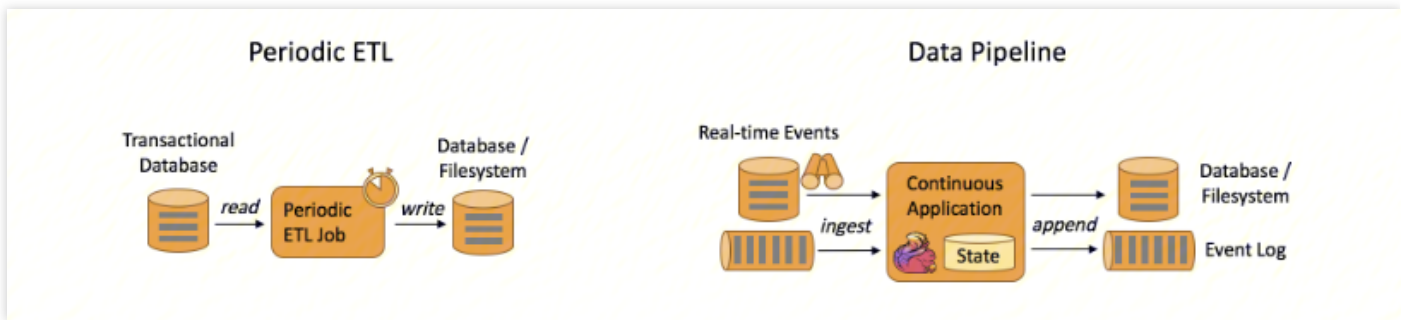 Periodic ETL
Transactional
Database
read
Periodic
ETL Job
write
Database /
Filesystem
Data Pipeline
Real-time Events
ingest
Continuous
Application
State
append
Database /
Filesystem
Event Log